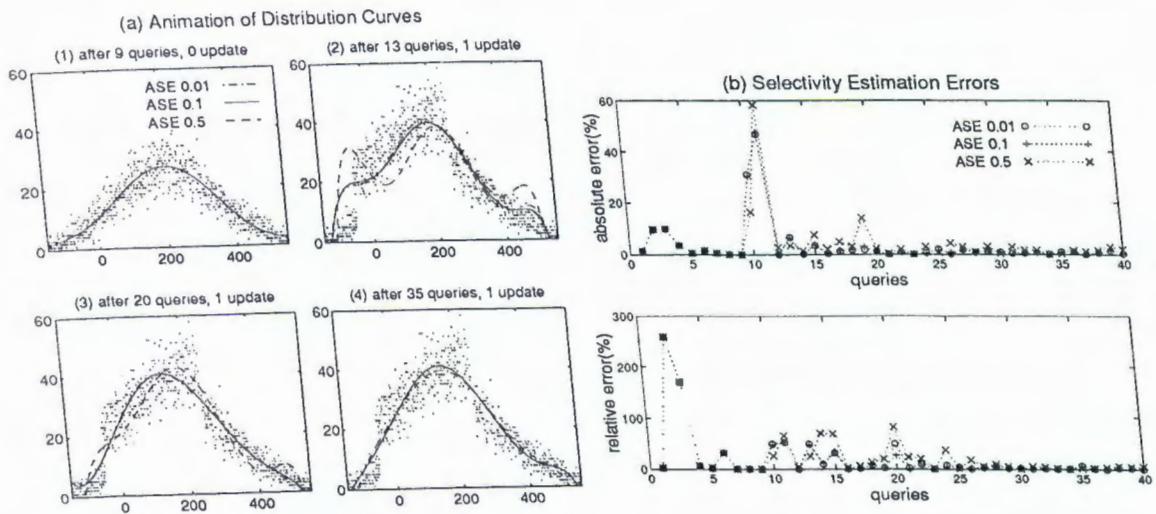 (a) Animation of Distribution Curves
(1) after 9 queries, 0 update
60
40
20
0
ASE 0.01
ASE 0.1
ASE 0.5
0 200 400
(2) after 13 queries, 1 update
60
40
20
0
0 200 400
(3) after 20 queries, 1 update
60
40
20
0
0 200 400
(4) after 35 queries, 1 update
60
40
20
0
0 200 400
(b) Selectivity Estimation Errors
absolute error(%)
60
40
20
0
ASE 0.01
ASE 0.1
ASE 0.5
0 5 10 15 20 25 30 35 40
queries
relative error(%)
300
200
100
50
0
0 5 10 15 20 25 30 35 40
queries